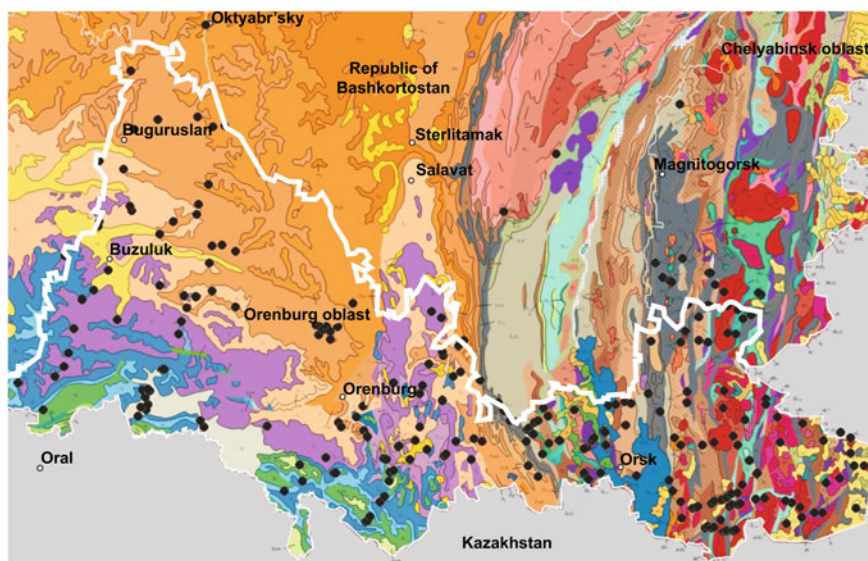 Oktyabr'sky
Chelyabinsk oblast
Republic of
Bashkortostan
Buguruslan
Sterlitamak
Salavat
Magnitogorsk
Buzuluk
Orenburg oblast
Orenburg
Oral
Orsk
Kazakhstan